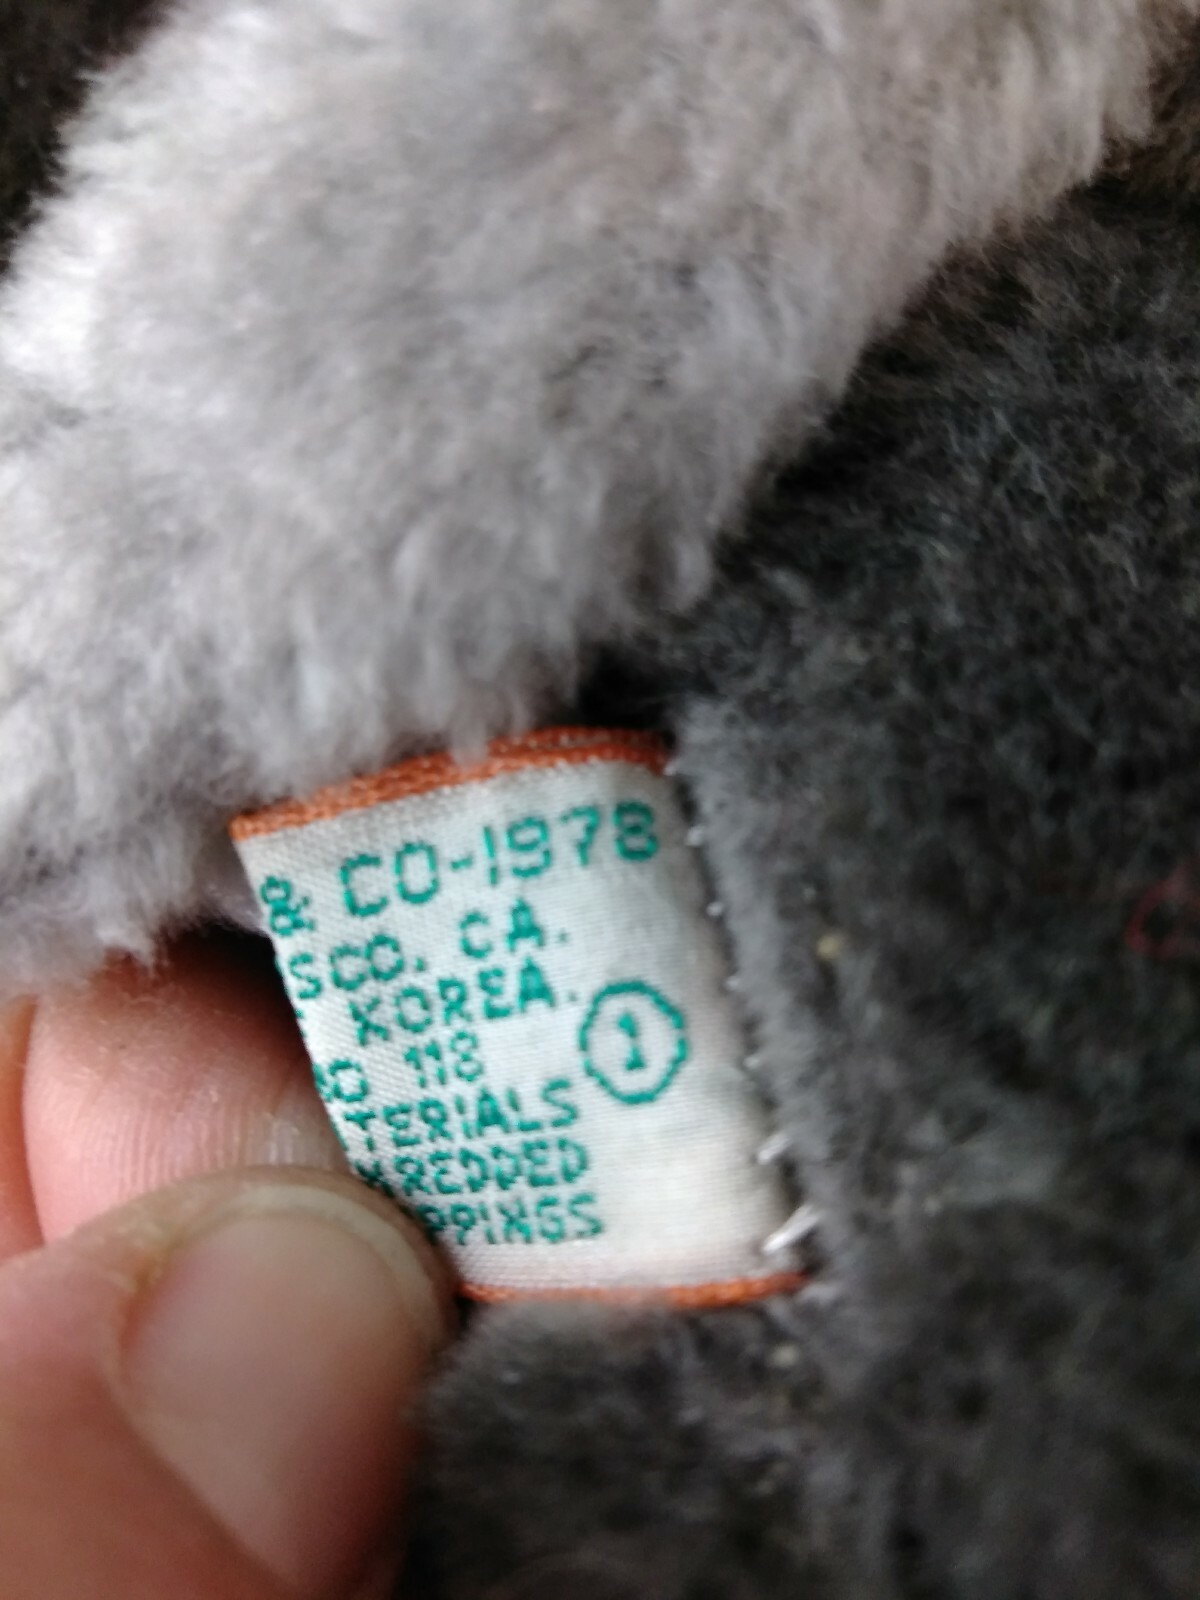 & CO-1978
SCO. CA.
KOREA.
O 118
1
TERIALS
REDDED
PPINGS